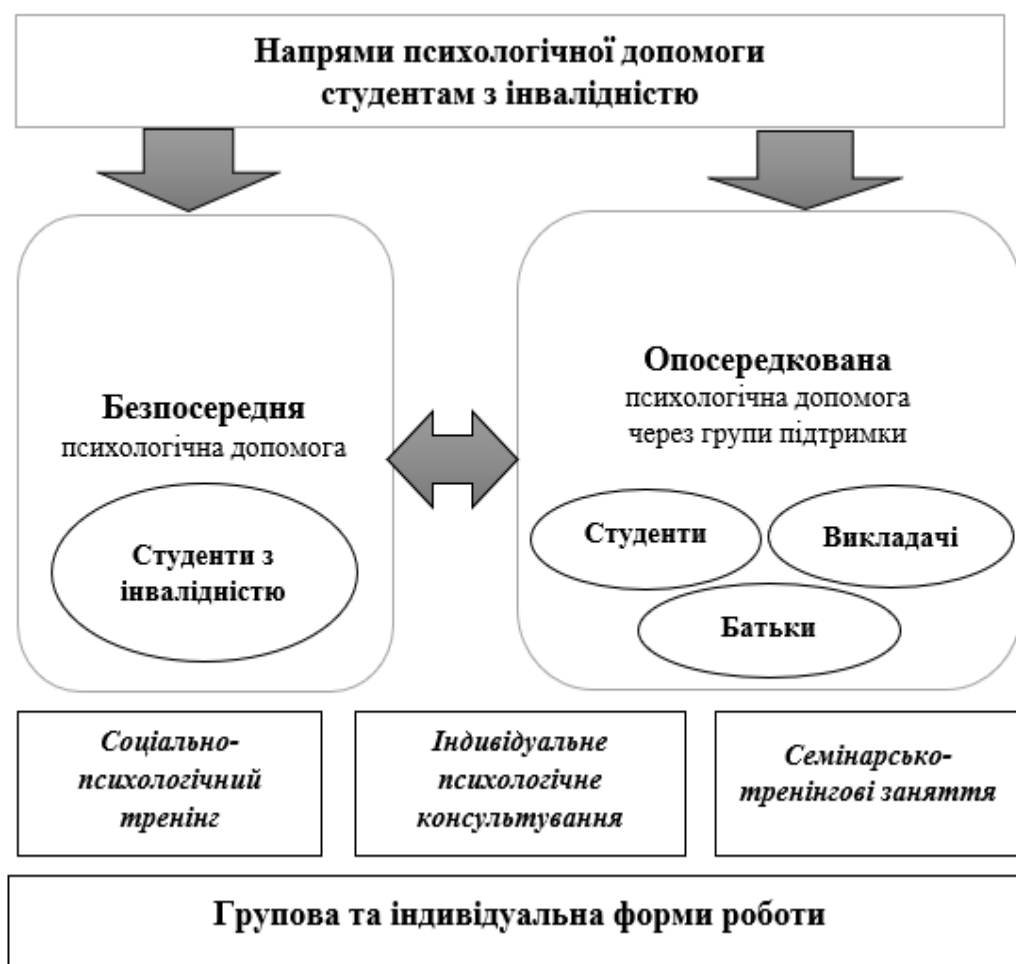 Напрями психологічної допомоги
студентам з інвалідністю
Безпосередня
психологічна допомога
Студенти з
інвалідністю
Опосередкована
психологічна допомога
через групи підтримки
Студенти
Викладачі
Батьки
Соціально-
психологічний
тренінг
Індивідуальне
психологічне
консультування
Семінарсько-
тренінгові заняття
Групова та індивідуальна форми роботи